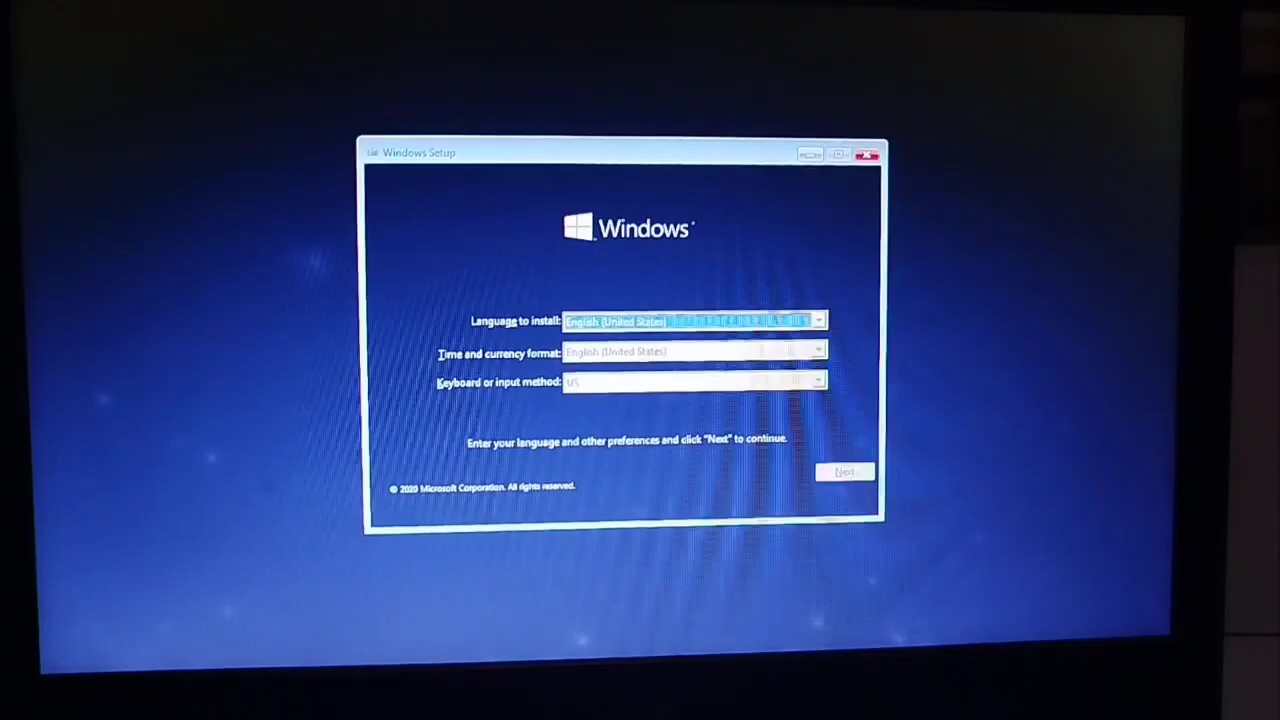 Windows Setup
Windows
Language to install: English (United States)
Time and currency format: English (United States)
Keyboard or input method: US
Enter your language and other preferences and click "Next" to continue.
Next
© 2020 Microsoft Corporation. All rights reserved.